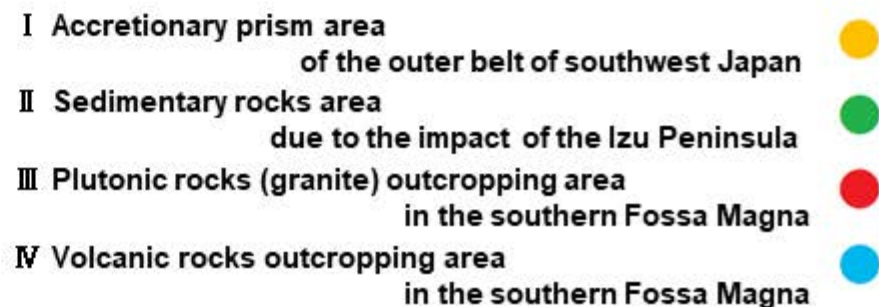 Ⅰ Accretionary prism area
of the outer belt of southwest Japan
Ⅱ Sedimentary rocks area
due to the impact of the Izu Peninsula
Ⅲ Plutonic rocks (granite) outcropping area
in the southern Fossa Magna
Ⅳ Volcanic rocks outcropping area
in the southern Fossa Magna